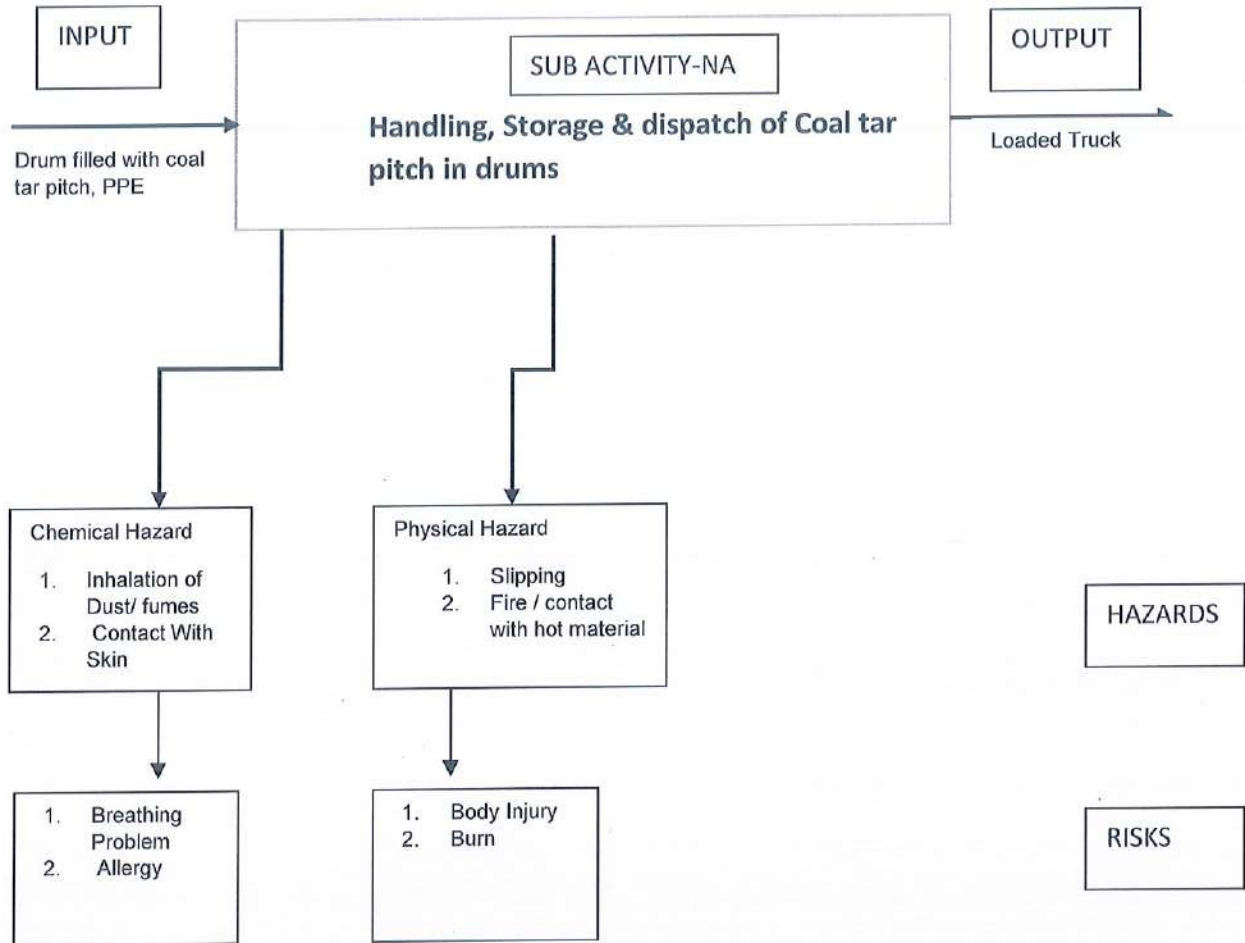 INPUT
SUB ACTIVITY-NA
OUTPUT
Handling, Storage & dispatch of Coal tar
pitch in drums
Drum filled with coal
tar pitch, PPE
Loaded Truck
Chemical Hazard
1. Inhalation of
Dust/ fumes
2. Contact With
Skin
Physical Hazard
1. Slipping
2. Fire / contact
with hot material
HAZARDS
1. Breathing
Problem
2. Allergy
1. Body Injury
2. Burn
RISKS